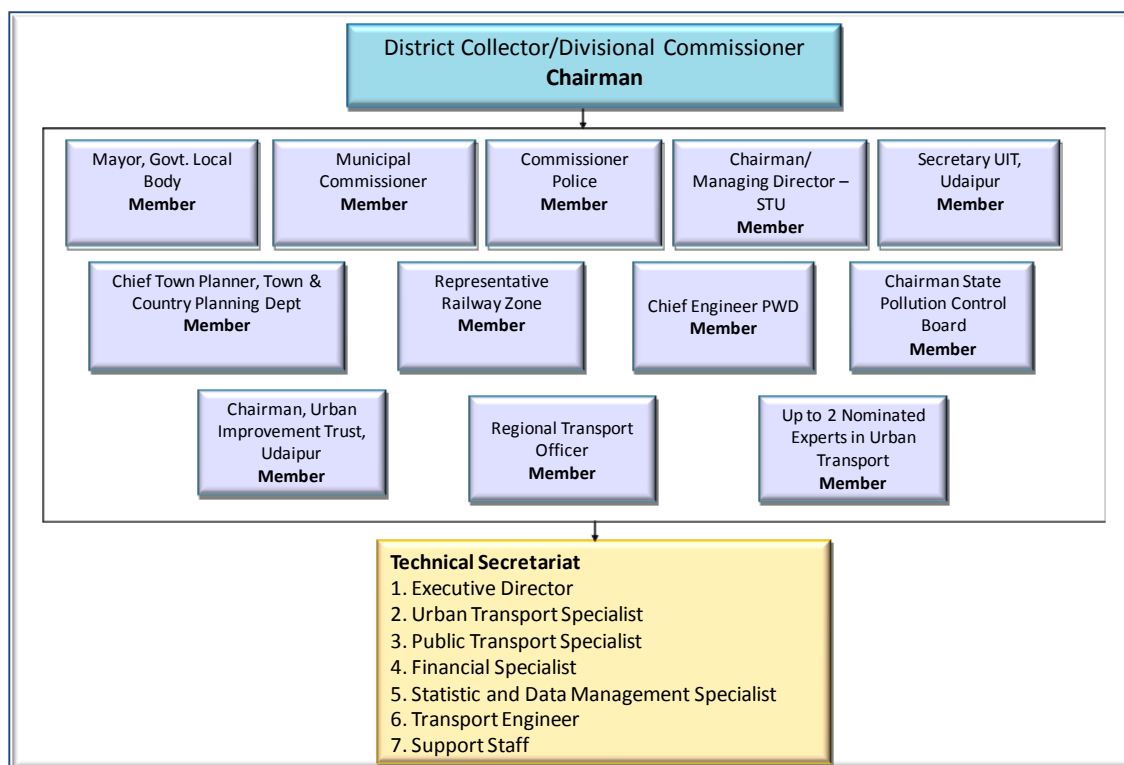 District Collector/Divisional Commissioner
Chairman
Mayor, Govt. Local
Body
Member
Municipal
Commissioner
Member
Commissioner
Police
Member
Chairman/
Managing Director –
STU
Member
Secretary UIT,
Udaipur
Member
Chief Town Planner, Town &
Country Planning Dept
Member
Representative
Railway Zone
Member
Chief Engineer PWD
Member
Chairman State
Pollution Control
Board
Member
Chairman, Urban
Improvement Trust,
Udaipur
Member
Regional Transport
Officer
Member
Up to 2 Nominated
Experts in Urban
Transport
Member
Technical Secretariat
1. Executive Director
2. Urban Transport Specialist
3. Public Transport Specialist
4. Financial Specialist
5. Statistic and Data Management Specialist
6. Transport Engineer
7. Support Staff